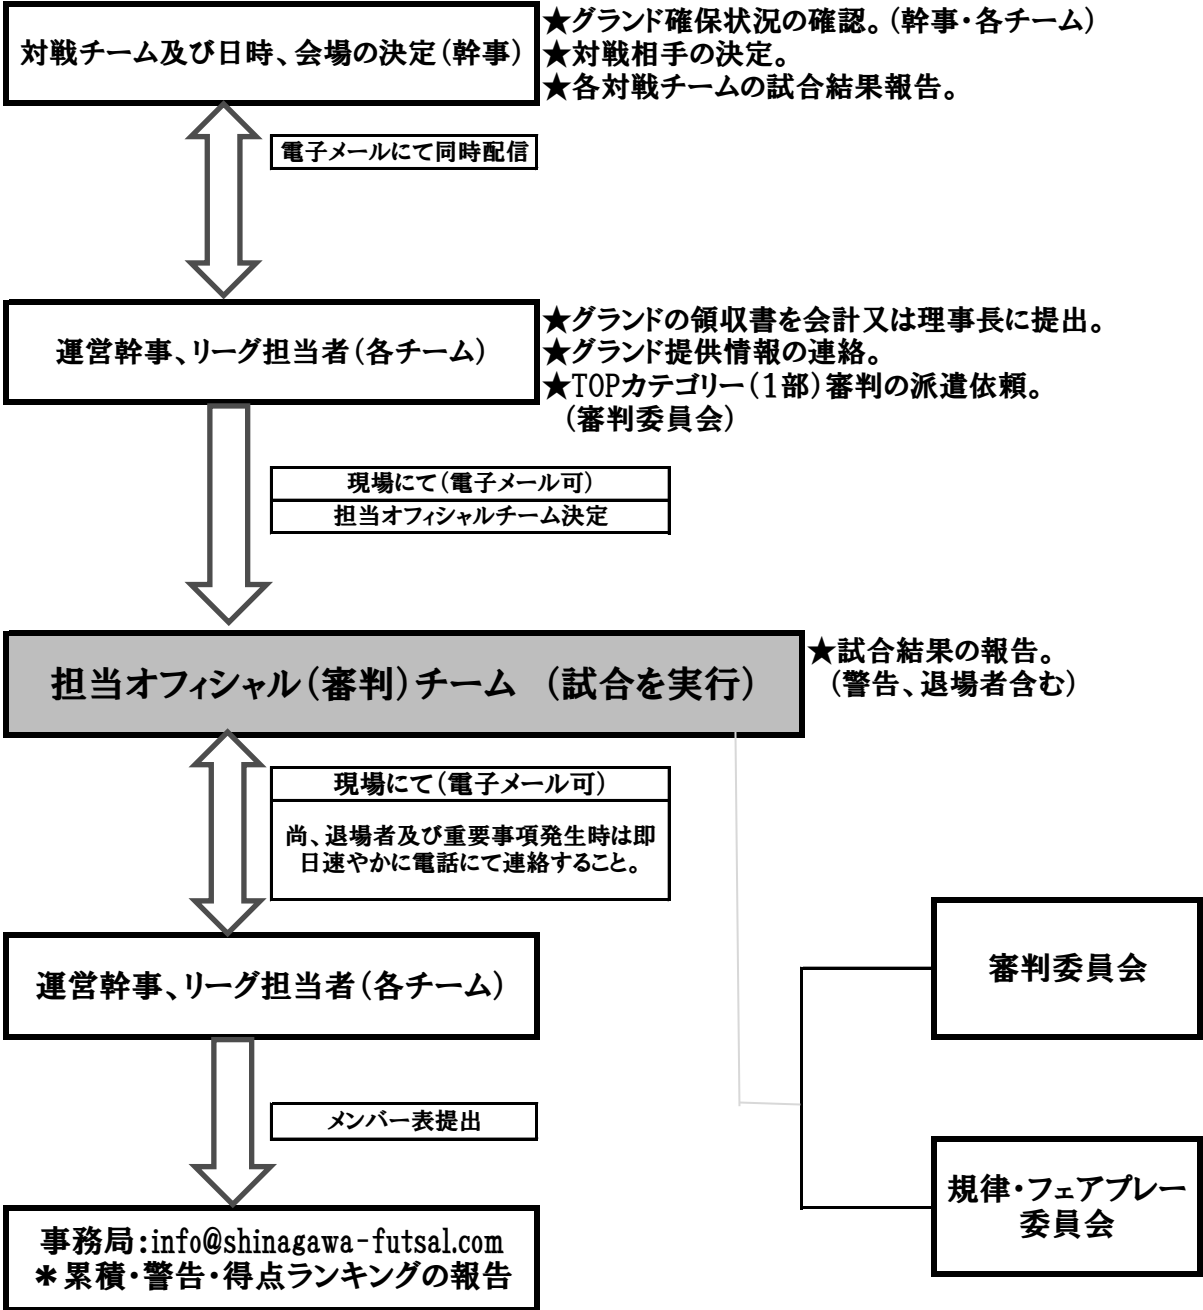 対戦チーム及び日時、会場の決定(幹事)
★グランド確保状況の確認。(幹事・各チーム)
★対戦相手の決定。
★各対戦チームの試合結果報告。
電子メールにて同時配信
運営幹事、リーグ担当者(各チーム)
★グランドの領収書を会計又は理事長に提出。
★グランド提供情報の連絡。
★TOPカテゴリー(1部)審判の派遣依頼。
(審判委員会)
現場にて(電子メール可)
担当オフィシャルチーム決定
担当オフィシャル(審判)チーム (試合を実行)
★試合結果の報告。
(警告、退場者含む)
現場にて(電子メール可)
尚、退場者及び重要事項発生時は即
日速やかに電話にて連絡すること。
運営幹事、リーグ担当者(各チーム)
審判委員会
メンバー表提出
規律・フェアプレー
委員会
事務局:info@shinagawa-futsal.com
*累積・警告・得点ランキングの報告